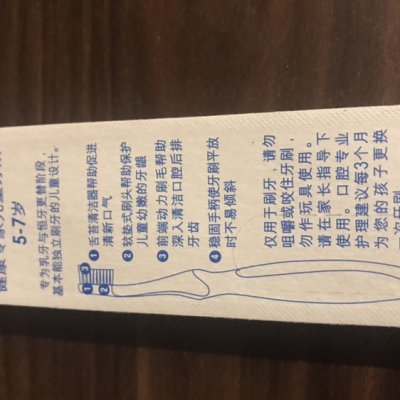 5-7岁
专为乳牙与恒牙更替阶段，
基本能独立刷牙的儿童设计。
1 舌苔清洁器帮助促进
清新口气
2 软垫式刷头帮助保护
儿童幼嫩的牙龈
3 前端动力刷毛帮助
深入清洁口腔后排
牙齿
4 稳固手柄使牙刷平放
时不易倾斜
1 3
2
4
仅用于刷牙，请勿
咀嚼或咬住牙刷，
勿作玩具使用。
请在家长指导下
使用。口腔专业
护理建议每3个月
为您的孩子更换